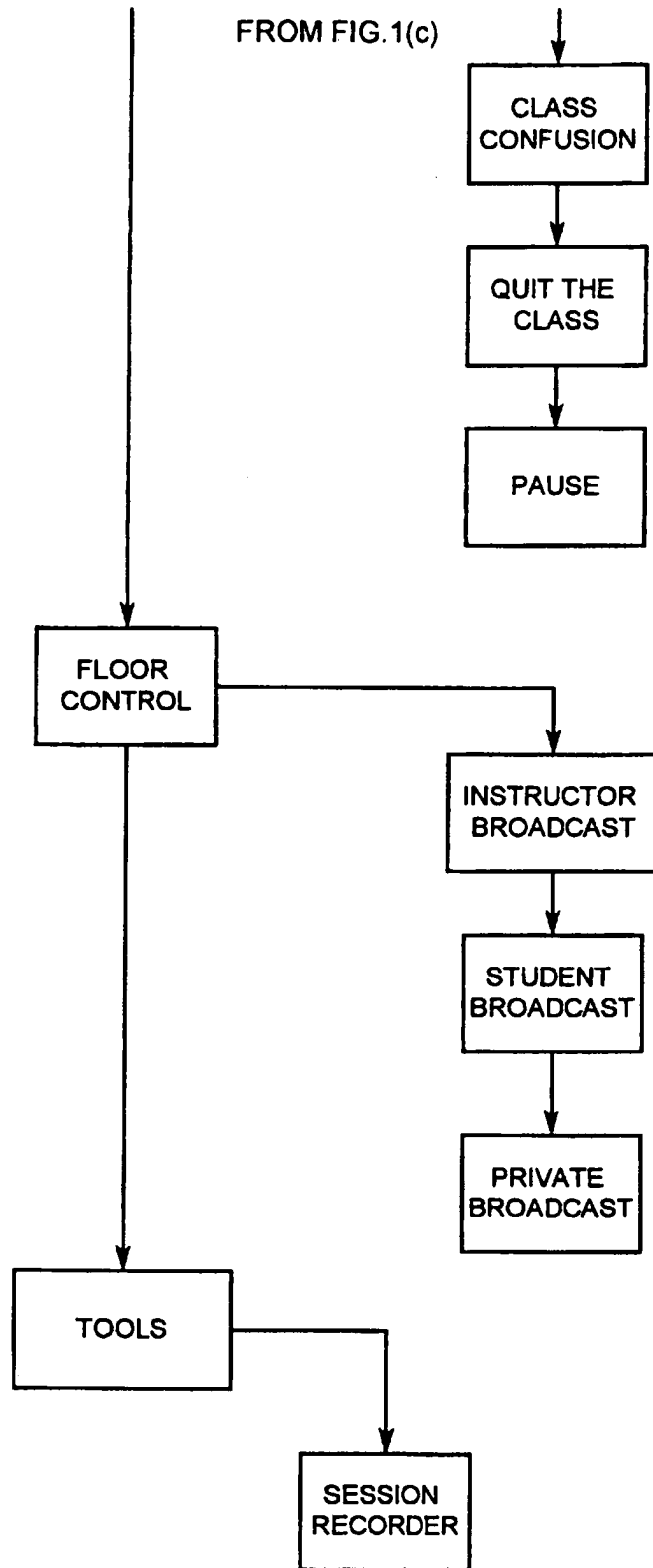 FROM FIG.1(c)
CLASS
CONFUSION
QUIT THE
CLASS
PAUSE
FLOOR
CONTROL
INSTRUCTOR
BROADCAST
STUDENT
BROADCAST
PRIVATE
BROADCAST
TOOLS
SESSION
RECORDER